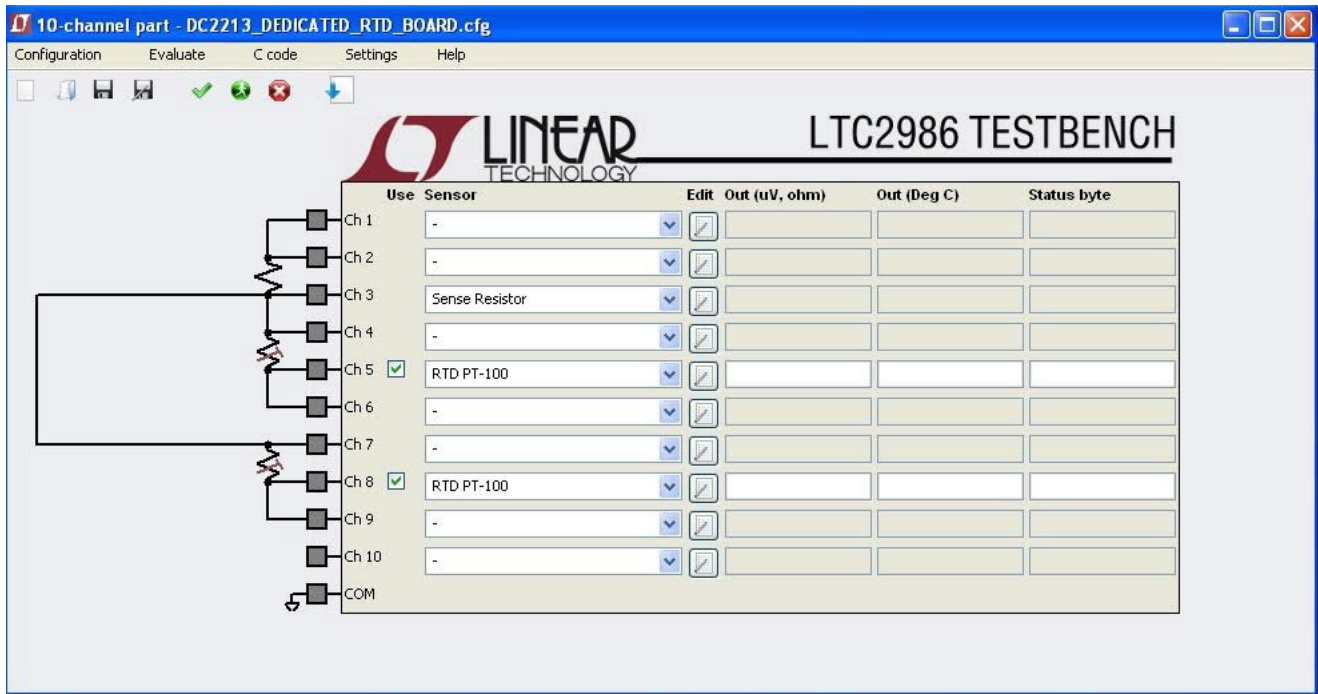 10-channel part - DC2213_DEDICATED_RTD_BOARD.cfg
Configuration Evaluate C code Settings Help
LINEAR TECHNOLOGY
LTC2986 TESTBENCH
Use Sensor Edit Out (uV, ohm) Out (Deg C) Status byte
Ch 1 -
Ch 2 -
Ch 3 Sense Resistor
Ch 4 -
Ch 5 RTD PT-100
Ch 6 -
Ch 7 -
Ch 8 RTD PT-100
Ch 9 -
Ch 10 -
COM